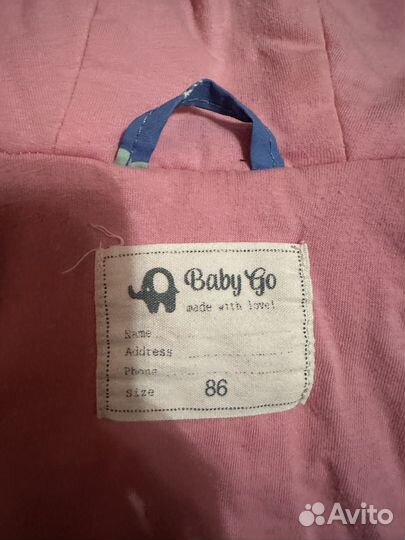 Baby Go
made with love!
Name
Address
Phone
Size 86
Avito